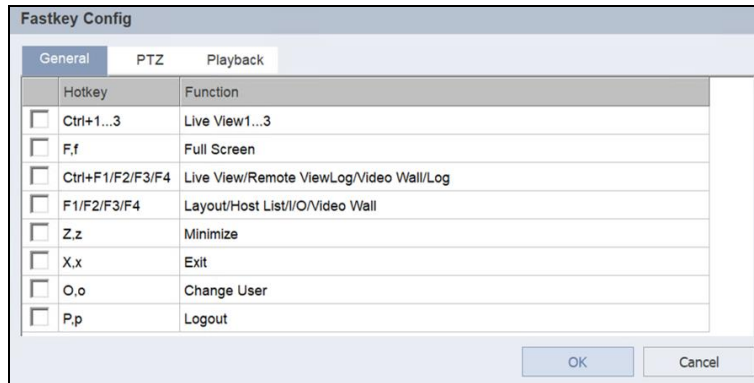 Fastkey Config
General PTZ Playback
Hotkey Function
Ctrl+1...3 Live View1...3
F,f Full Screen
Ctrl+F1/F2/F3/F4 Live View/Remote ViewLog/Video Wall/Log
F1/F2/F3/F4 Layout/Host List/I/O/Video Wall
Z,z Minimize
X,x Exit
O,o Change User
P,p Logout
OK Cancel